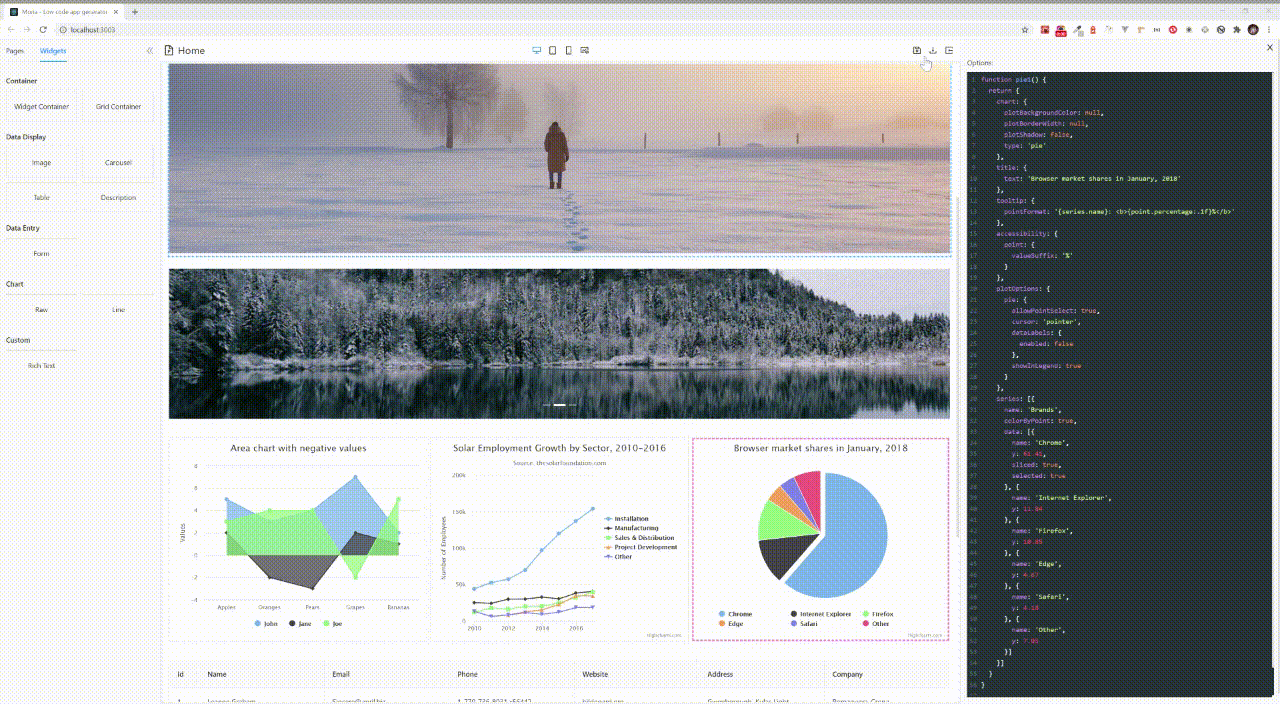 Moria - Low code app generator
localhost:3003
Pages
Widgets
Home
Options:
Container
Widget Container
Grid Container
Data Display
Image
Carousel
Table
Description
Data Entry
Form
Chart
Raw
Line
Custom
Rich Text
Area chart with negative values
Values
8
6
4
2
0
-2
-4
Apples
Oranges
Pears
Grapes
Bananas
John
Jane
Joe
Solar Employment Growth by Sector, 2010-2016
Source: thesolarfoundation.com
Number of Employees
200k
150k
100k
50k
0
2010
2012
2014
2016
Installation
Manufacturing
Sales & Distribution
Project Development
Other
Highcharts.com
Browser market shares in January, 2018
Chrome
Internet Explorer
Firefox
Edge
Safari
Other
Highcharts.com
id
Name
Email
Phone
Website
Address
Company
function pie1() {
return {
chart: {
plotBackgroundColor: null,
plotBorderWidth: null,
plotShadow: false,
type: 'pie'
},
title: {
text: 'Browser market shares in January, 2018'
},
tooltip: {
pointFormat: '{series.name}: <b>{point.percentage:.1f}%</b>'
},
accessibility: {
point: {
valueSuffix: '%'
}
},
plotOptions: {
pie: {
allowPointSelect: true,
cursor: 'pointer',
dataLabels: {
enabled: false
},
showInLegend: true
}
},
series: [{
name: 'Brands',
colorByPoint: true,
data: [{
name: 'Chrome',
y: 61.41,
sliced: true,
selected: true
}, {
name: 'Internet Explorer',
y: 11.84
}, {
name: 'Firefox',
y: 10.85
}, {
name: 'Edge',
y: 4.67
}, {
name: 'Safari',
y: 4.18
}, {
name: 'Other',
y: 7.05
}]
}]
}
}